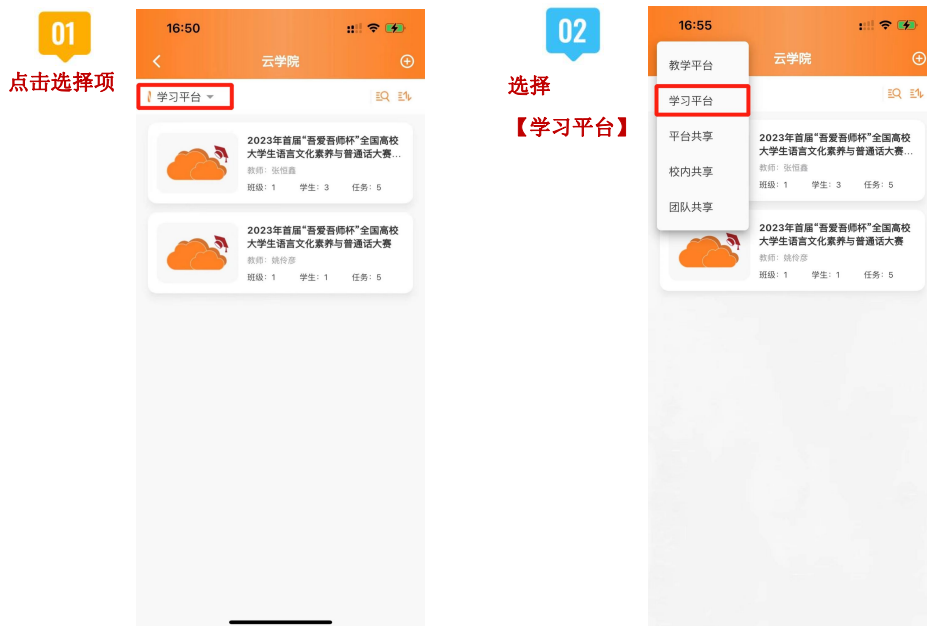 01
点击选择项
16:50
云学院
学习平台
2023年首届“吾爱吾师杯”全国高校
大学生语言文化素养与普通话大赛...
教师：张恒鑫
班级：1 学生：3 任务：5
2023年首届“吾爱吾师杯”全国高校
大学生语言文化素养与普通话大赛
教师：姚伶彦
班级：1 学生：1 任务：5
02
选择
【学习平台】
16:55
云学院
教学平台
学习平台
平台共享
校内共享
团队共享
2023年首届“吾爱吾师杯”全国高校
大学生语言文化素养与普通话大赛...
教师：张恒鑫
班级：1 学生：3 任务：5
2023年首届“吾爱吾师杯”全国高校
大学生语言文化素养与普通话大赛
教师：姚伶彦
班级：1 学生：1 任务：5